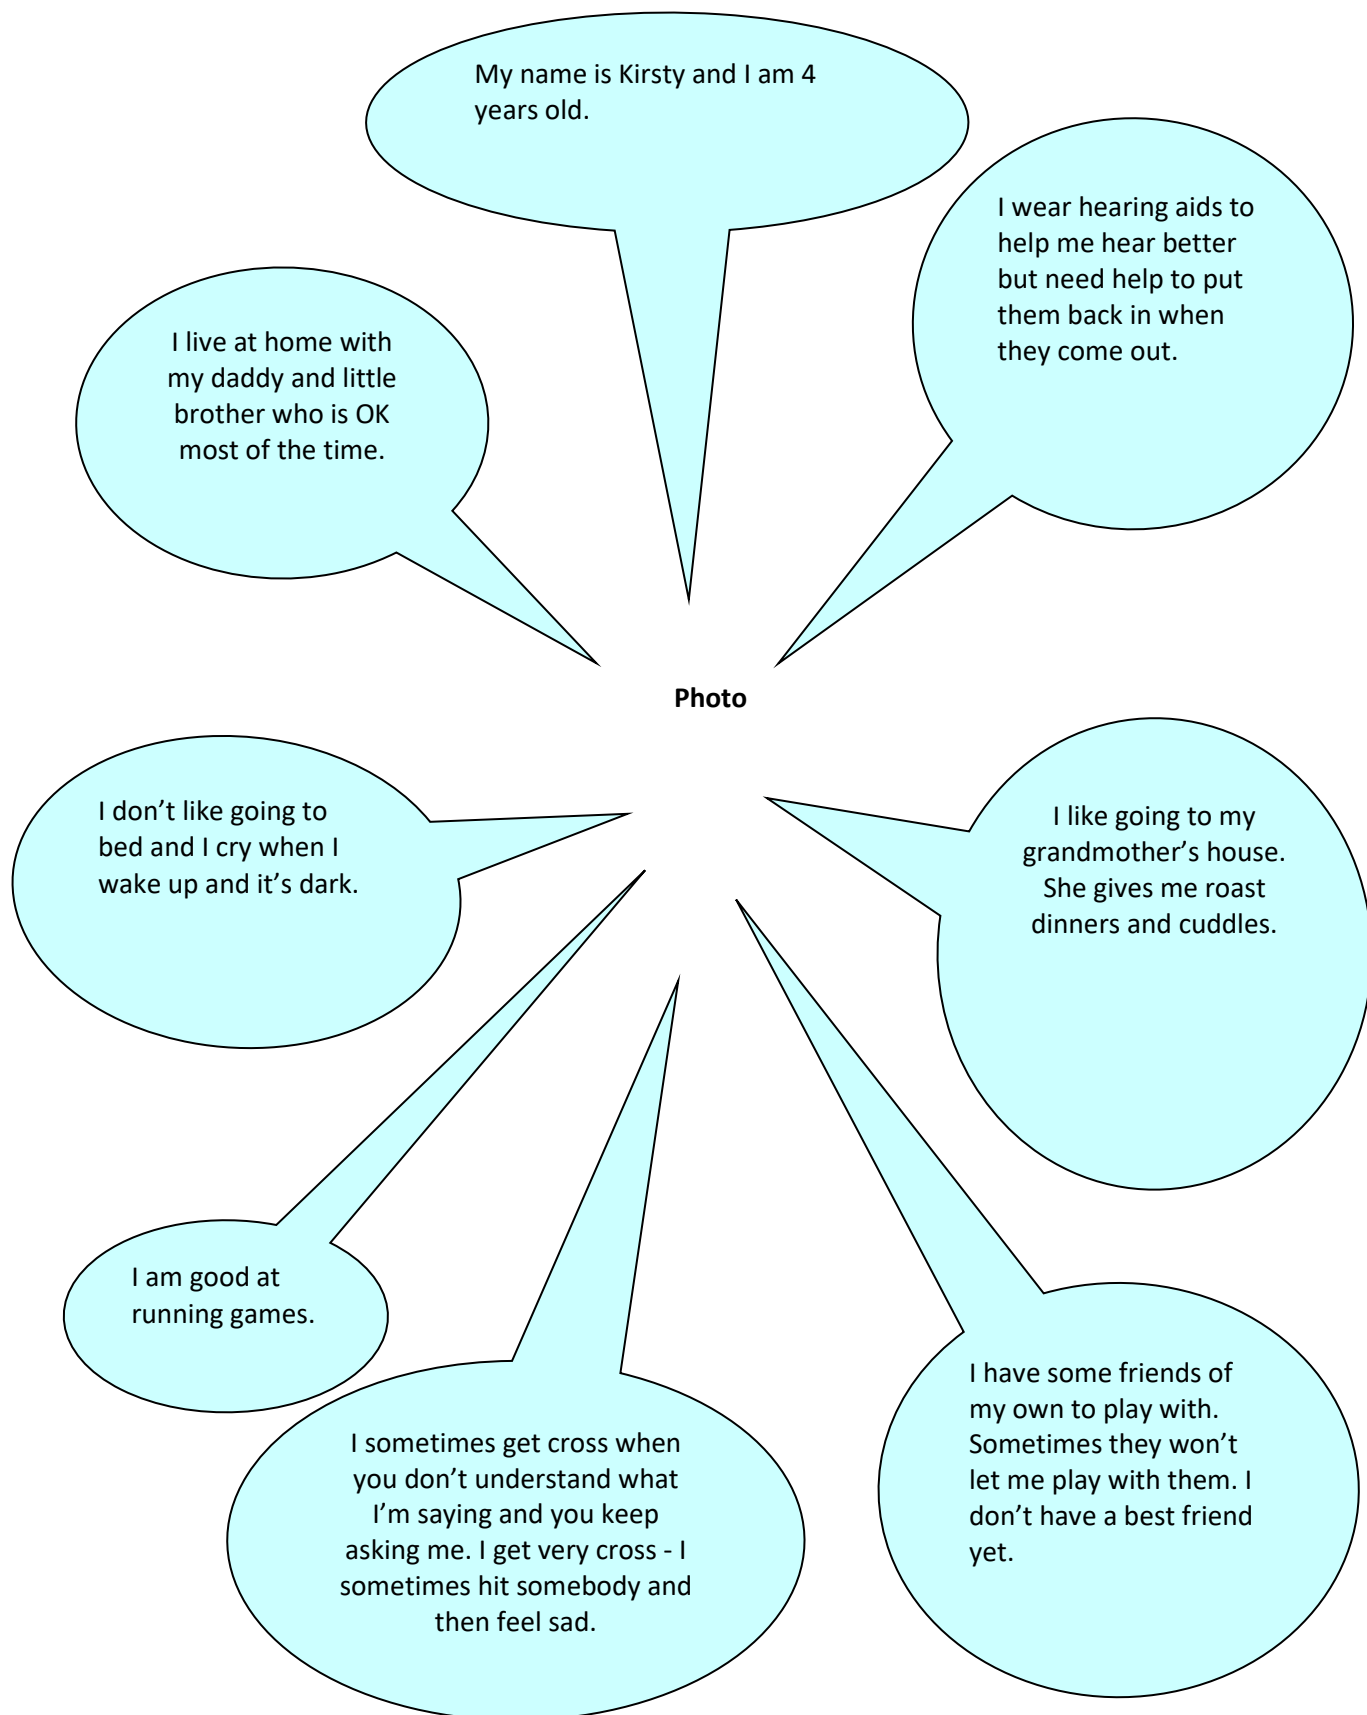 My name is Kirsty and I am 4
years old.
I wear hearing aids to
help me hear better
but need help to put
them back in when
they come out.
I live at home with
my daddy and little
brother who is OK
most of the time.
Photo
I don’t like going to
bed and I cry when I
wake up and it’s dark.
I like going to my
grandmother’s house.
She gives me roast
dinners and cuddles.
I am good at
running games.
I sometimes get cross when
you don’t understand what
I’m saying and you keep
asking me. I get very cross - I
sometimes hit somebody and
then feel sad.
I have some friends of
my own to play with.
Sometimes they won’t
let me play with them. I
don’t have a best friend
yet.